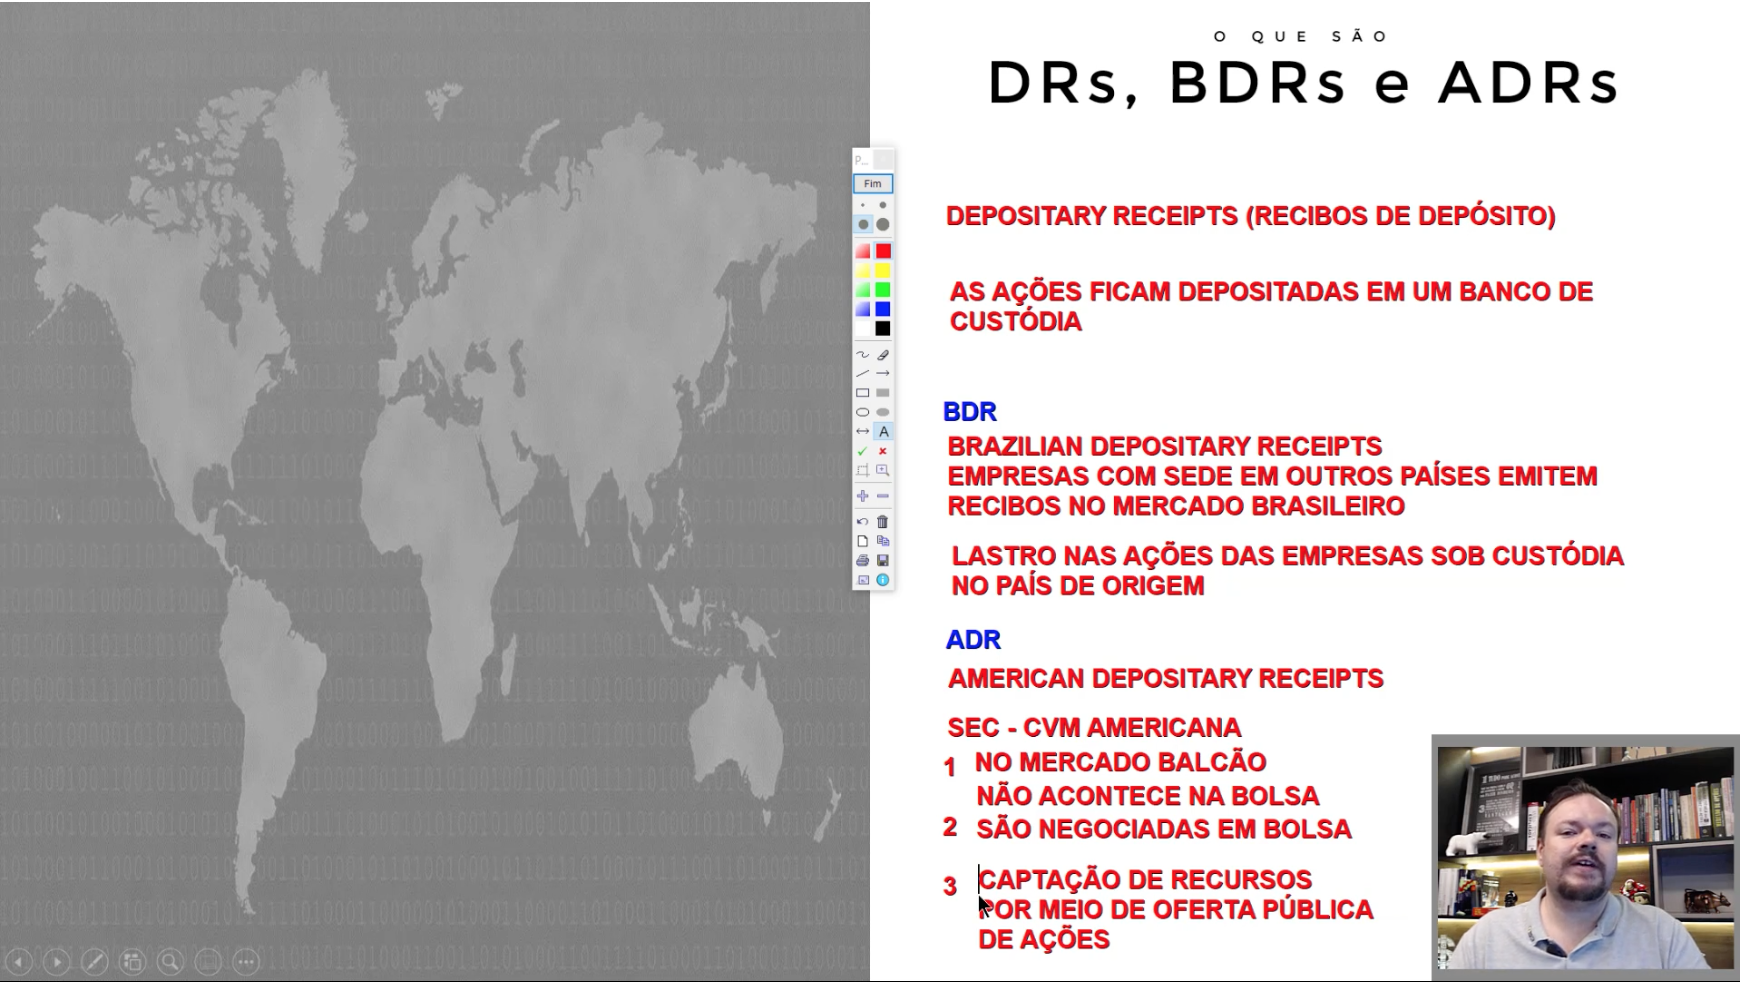 O QUE SÃO
DRs, BDRs e ADRs
P...
Fim
DEPOSITARY RECEIPTS (RECIBOS DE DEPÓSITO)
AS AÇÕES FICAM DEPOSITADAS EM UM BANCO DE
CUSTÓDIA
BDR
BRAZILIAN DEPOSITARY RECEIPTS
EMPRESAS COM SEDE EM OUTROS PAÍSES EMITEM
RECIBOS NO MERCADO BRASILEIRO
LASTRO NAS AÇÕES DAS EMPRESAS SOB CUSTÓDIA
NO PAÍS DE ORIGEM
ADR
AMERICAN DEPOSITARY RECEIPTS
SEC - CVM AMERICANA
1 NO MERCADO BALCÃO
NÃO ACONTECE NA BOLSA
2 SÃO NEGOCIADAS EM BOLSA
3 CAPTAÇÃO DE RECURSOS
POR MEIO DE OFERTA PÚBLICA
DE AÇÕES